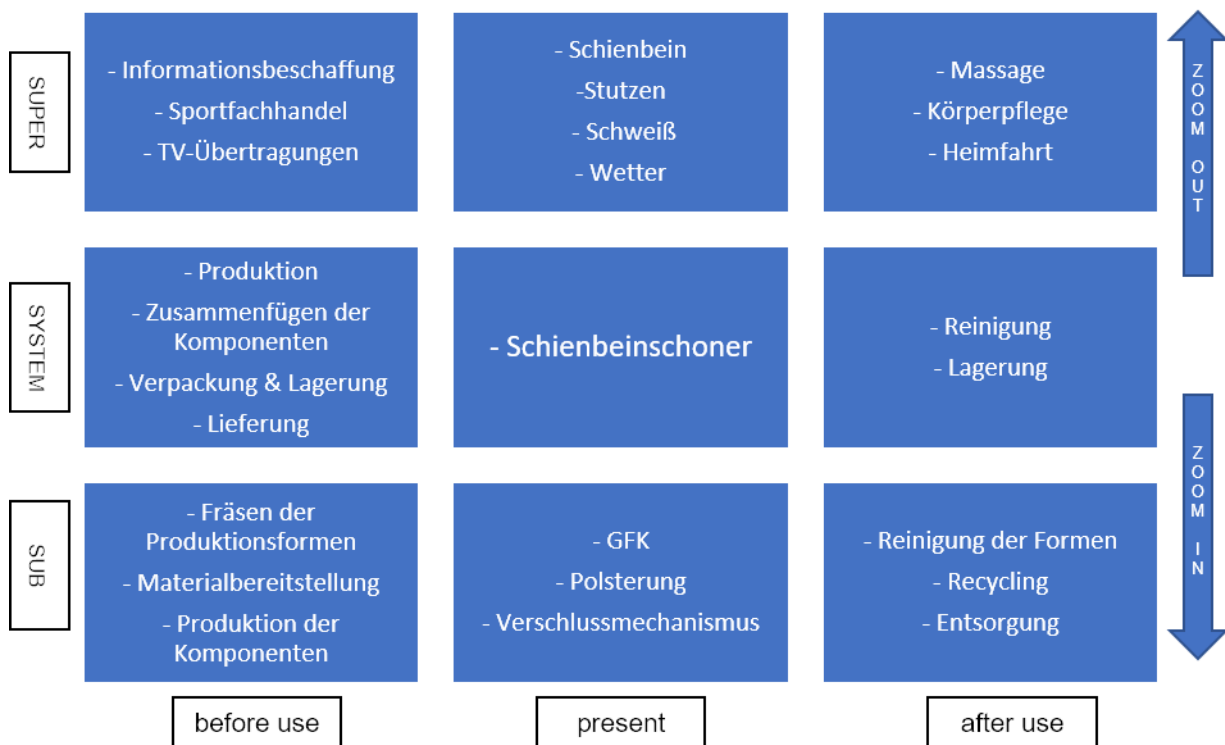 SUPER
- Informationsbeschaffung
- Sportfachhandel
- TV-Übertragungen
- Schienbein
-Stutzen
- Schweiß
- Wetter
- Massage
- Körperpflege
- Heimfahrt
ZOOM OUT
SYSTEM
- Produktion
- Zusammenfügen der
Komponenten
- Verpackung & Lagerung
- Lieferung
- Schienbeinschoner
- Reinigung
- Lagerung
SUB
- Fräsen der
Produktionsformen
- Materialbereitstellung
- Produktion der
Komponenten
- GFK
- Polsterung
- Verschlussmechanismus
- Reinigung der Formen
- Recycling
- Entsorgung
ZOOM IN
before use
present
after use